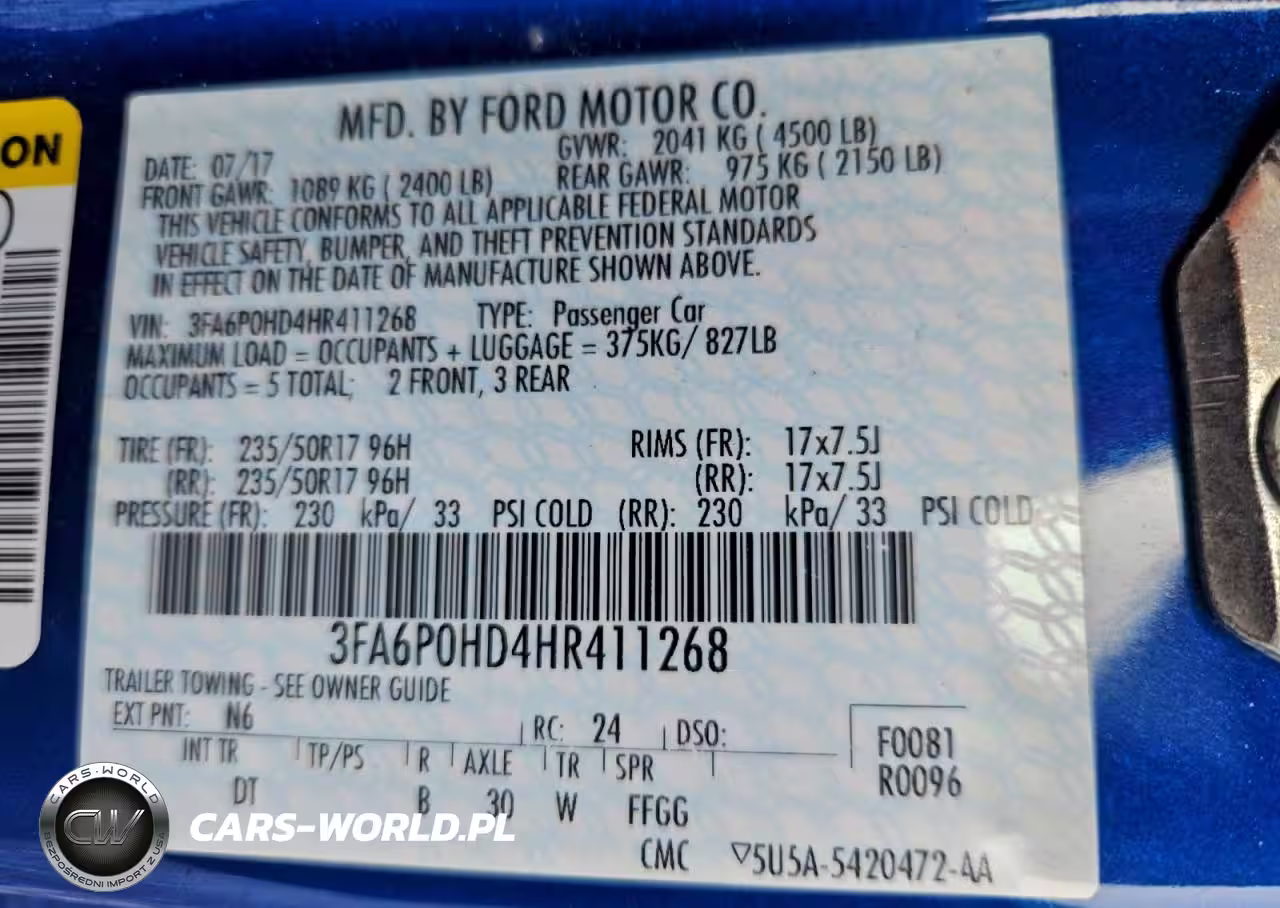 ON
MFD. BY FORD MOTOR CO.
DATE: 07/17 GVWR: 2041 KG ( 4500 LB)
FRONT GAWR: 1089 KG ( 2400 LB) REAR GAWR: 975 KG ( 2150 LB)
THIS VEHICLE CONFORMS TO ALL APPLICABLE FEDERAL MOTOR
VEHICLE SAFETY, BUMPER, AND THEFT PREVENTION STANDARDS
IN EFFECT ON THE DATE OF MANUFACTURE SHOWN ABOVE.
VIN: 3FA6P0HD4HR411268 TYPE: Passenger Car
MAXIMUM LOAD = OCCUPANTS + LUGGAGE = 375KG/ 827LB
OCCUPANTS = 5 TOTAL; 2 FRONT, 3 REAR
TIRE (FR): 235/50R17 96H RIMS (FR): 17x7.5J
(RR): 235/50R17 96H (RR): 17x7.5J
PRESSURE (FR): 230 kPa/ 33 PSI COLD (RR): 230 kPa/ 33 PSI COLD
3FA6P0HD4HR411268
TRAILER TOWING - SEE OWNER GUIDE
EXT PNT: N6 RC: 24 DSO: F0081
INT TR TP/PS R AXLE TR SPR R0096
DT B 30 W FFGG
CMC ▽5U5A-5420472-AA
CARS-WORLD
CW
BEZPOŚREDNI IMPORT Z USA
CARS-WORLD.PL